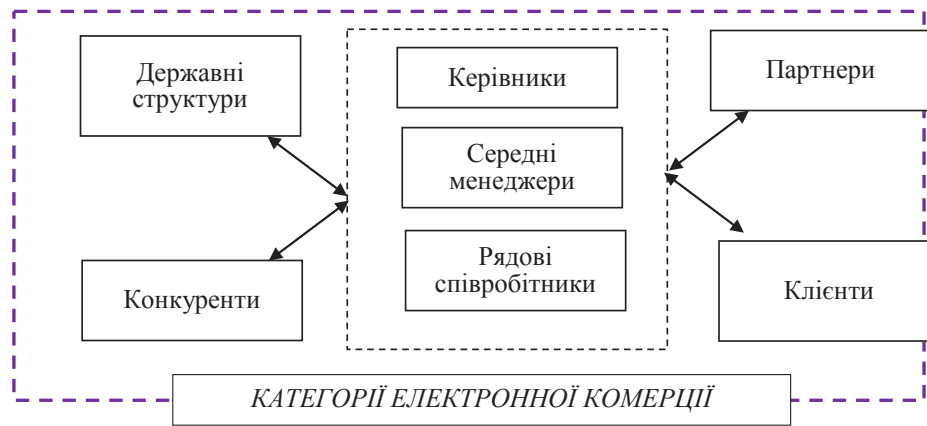 Державні
структури
Керівники
Партнери
Середні
менеджери
Конкуренти
Рядові
співробітники
Клієнти
КАТЕГОРІЇ ЕЛЕКТРОННОЇ КОМЕРЦІЇ